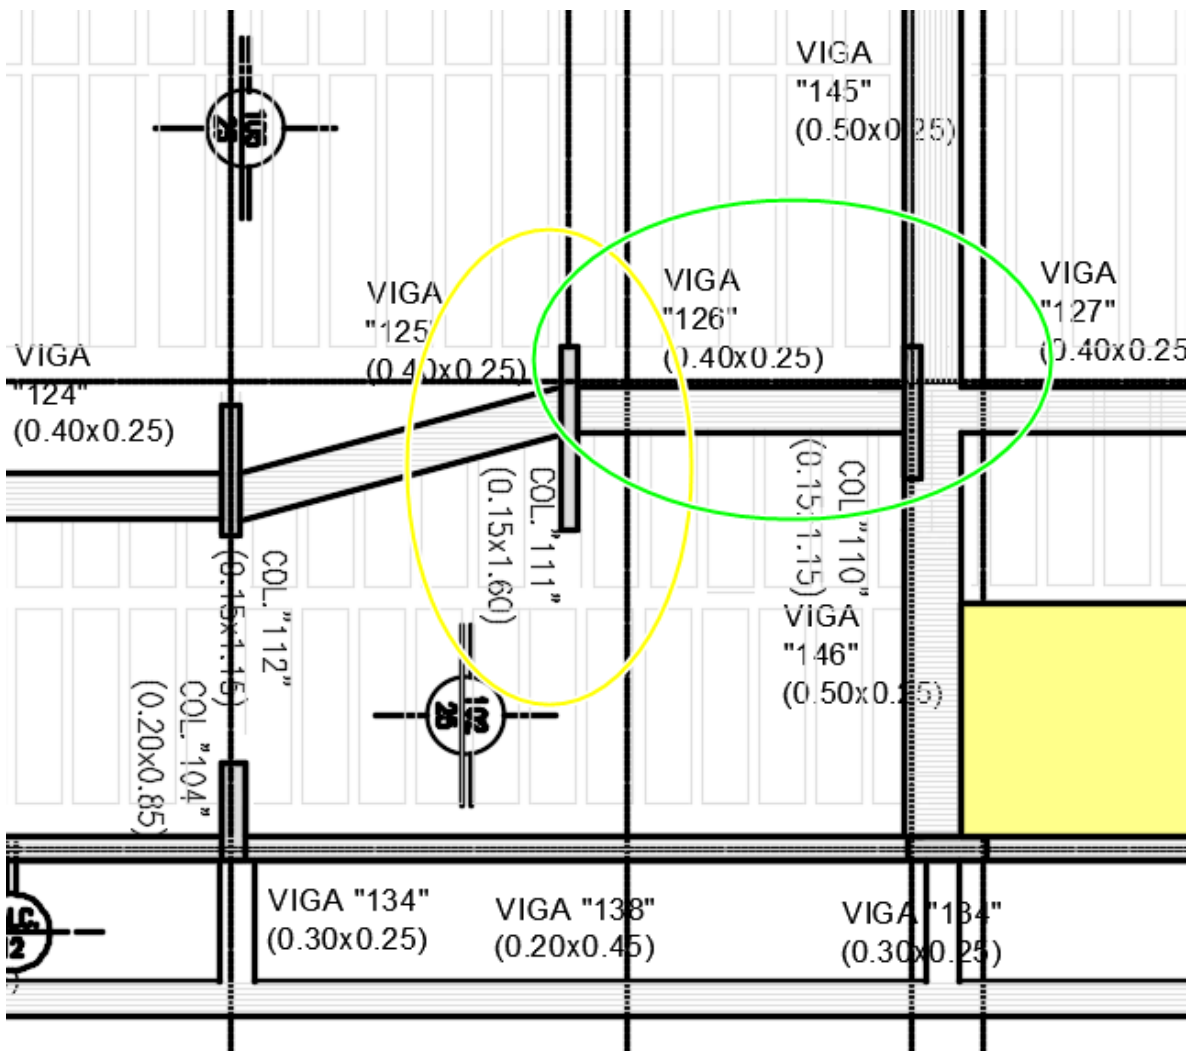 VIGA
"145"
(0.50x0.25)
VIGA
"125"
(0.40x0.25)
VIGA
"126"
(0.40x0.25)
VIGA
"127"
(0.40x0.25
VIGA
"124"
(0.40x0.25)
COL. "111"
(0.15x1.60)
COL. "110"
(0.15x1.15)
COL. "112"
(0.15x1.15)
VIGA
"146"
(0.50x0.25)
COL. "104"
(0.20x0.85)
25
VIGA "134"
(0.30x0.25)
VIGA "138"
(0.20x0.45)
VIGA "134"
(0.30x0.25)
2